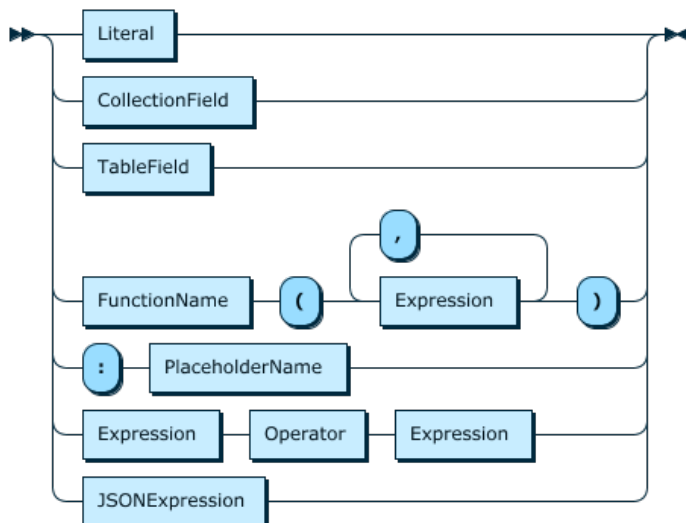 Literal
CollectionField
TableField
,
FunctionName ( Expression )
: PlaceholderName
Expression Operator Expression
JSONExpression